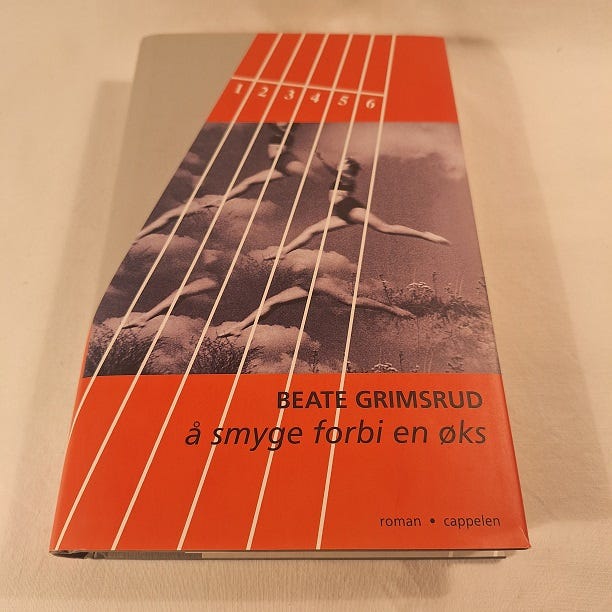 1 2 3 4 5 6
BEATE GRIMSRUD
å smyge forbi en øks
roman • cappelen